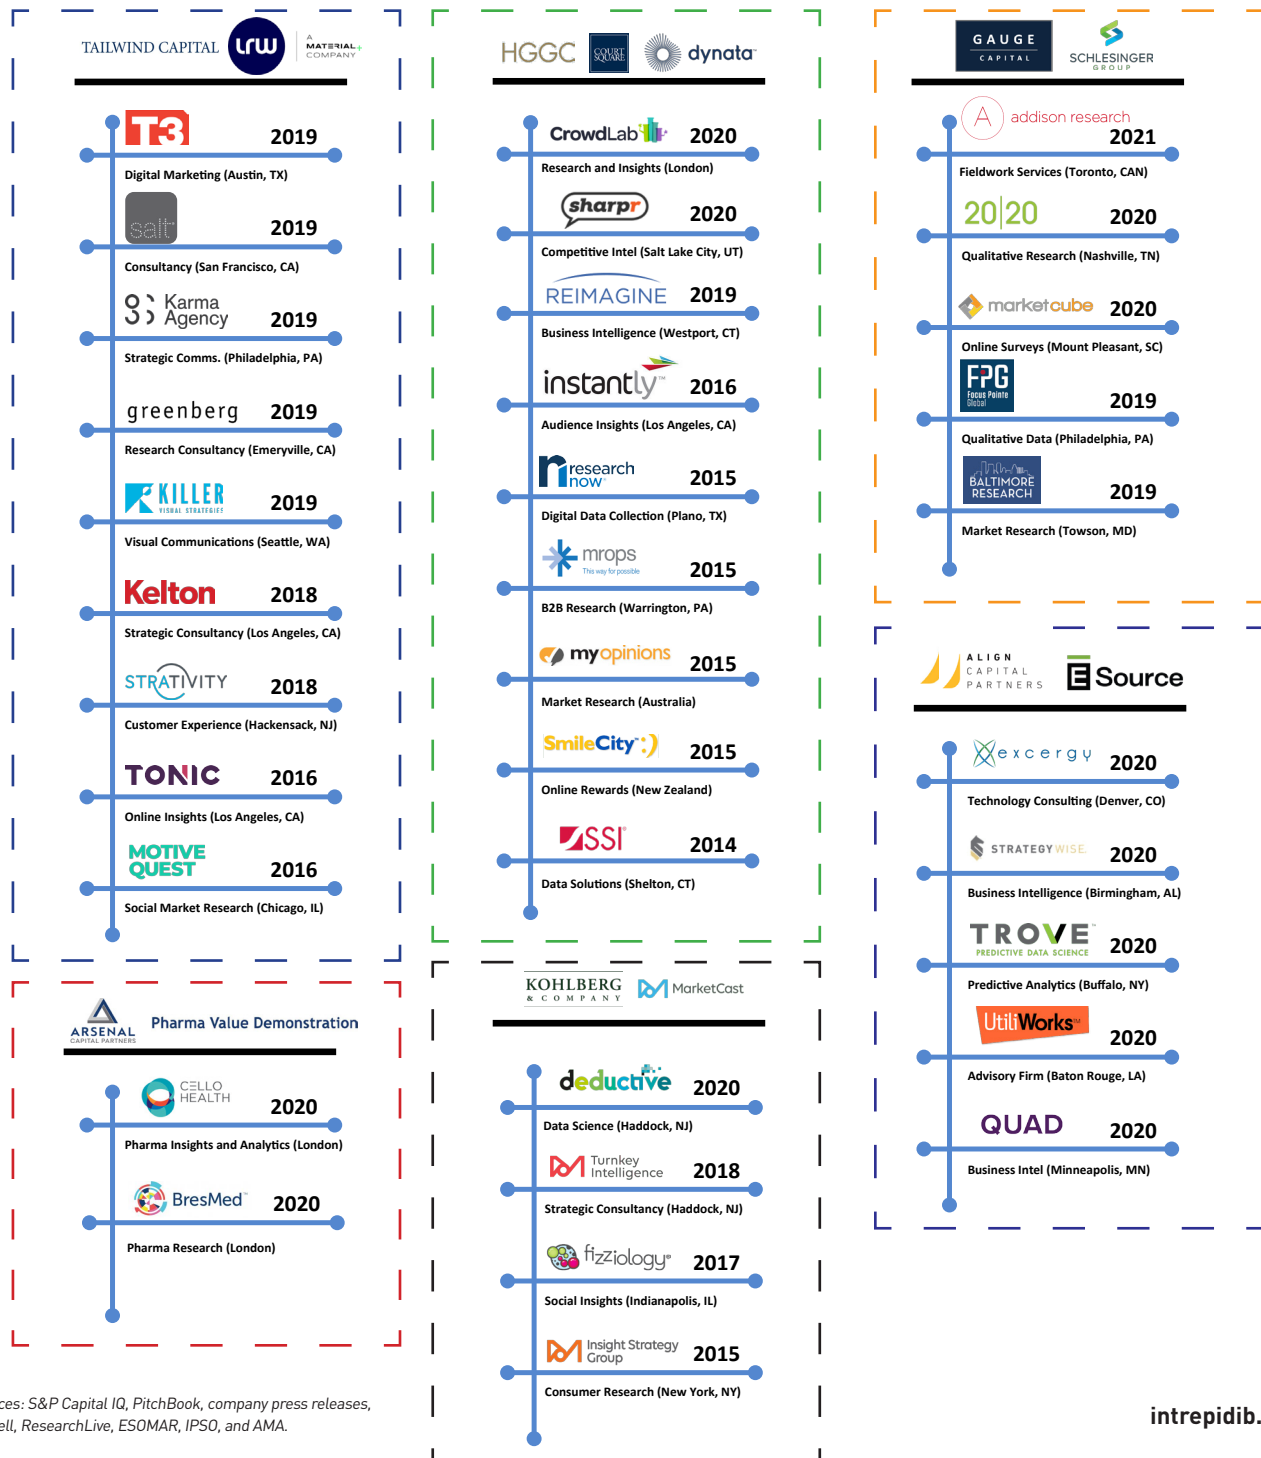 TAILWIND CAPITAL
lrw
A
MATERIAL+
COMPANY
T3
2019
Digital Marketing (Austin, TX)
salt
2019
Consultancy (San Francisco, CA)
Karma
Agency
2019
Strategic Comms. (Philadelphia, PA)
greenberg
2019
Research Consultancy (Emeryville, CA)
KILLER
VISUAL STRATEGIES
2019
Visual Communications (Seattle, WA)
Kelton
2018
Strategic Consultancy (Los Angeles, CA)
STRATIVITY
2018
Customer Experience (Hackensack, NJ)
TONIC
2016
Online Insights (Los Angeles, CA)
MOTIVE
QUEST
2016
Social Market Research (Chicago, IL)
ARSENAL
CAPITAL PARTNERS
Pharma Value Demonstration
CELLO
HEALTH
2020
Pharma Insights and Analytics (London)
BresMed™
2020
Pharma Research (London)
ces: S&P Capital IQ, PitchBook, company press releases,
ell, ResearchLive, ESOMAR, IPSO, and AMA.
HGGC
COURT
SQUARE
dynata™
CrowdLab
2020
Research and Insights (London)
sharpr
2020
Competitive Intel (Salt Lake City, UT)
REIMAGINE
2019
Business Intelligence (Westport, CT)
instantly™
2016
Audience Insights (Los Angeles, CA)
research
now
2015
Digital Data Collection (Plano, TX)
mrops
This way for possible
2015
B2B Research (Warrington, PA)
myopinions
2015
Market Research (Australia)
SmileCity™ :)
2015
Online Rewards (New Zealand)
SSI
2014
Data Solutions (Shelton, CT)
KOHLBERG
& COMPANY
MarketCast
deductive
2020
Data Science (Haddock, NJ)
Turnkey
Intelligence
2018
Strategic Consultancy (Haddock, NJ)
fizziology®
2017
Social Insights (Indianapolis, IL)
Insight Strategy
Group
2015
Consumer Research (New York, NY)
GAUGE
CAPITAL
SCHLESINGER
GROUP
A addison research
2021
Fieldwork Services (Toronto, CAN)
20|20
2020
Qualitative Research (Nashville, TN)
marketcube
2020
Online Surveys (Mount Pleasant, SC)
FPG
Focus Pointe
Global
2019
Qualitative Data (Philadelphia, PA)
BALTIMORE
RESEARCH
2019
Market Research (Towson, MD)
ALIGN
CAPITAL
PARTNERS
E Source
excergy
2020
Technology Consulting (Denver, CO)
STRATEGYWISE
2020
Business Intelligence (Birmingham, AL)
TROVE™
PREDICTIVE DATA SCIENCE
2020
Predictive Analytics (Buffalo, NY)
UtiliWorks
2020
Advisory Firm (Baton Rouge, LA)
QUAD
2020
Business Intel (Minneapolis, MN)
intrepidib.